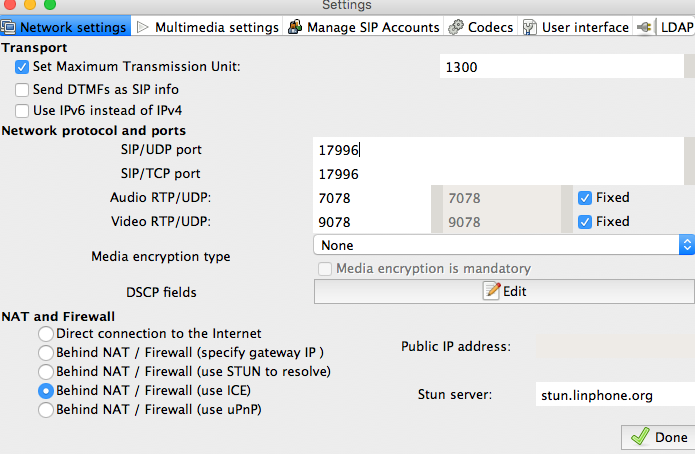 Settings
Network settings Multimedia settings Manage SIP Accounts Codecs User interface LDAP
Transport
Set Maximum Transmission Unit: 1300
Send DTMFs as SIP info
Use IPv6 instead of IPv4
Network protocol and ports
SIP/UDP port 17996
SIP/TCP port 17996
Audio RTP/UDP: 7078 7078 Fixed
Video RTP/UDP: 9078 9078 Fixed
Media encryption type None
Media encryption is mandatory
DSCP fields Edit
NAT and Firewall
Direct connection to the Internet
Behind NAT / Firewall (specify gateway IP )
Public IP address:
Behind NAT / Firewall (use STUN to resolve)
Behind NAT / Firewall (use ICE)
Stun server: stun.linphone.org
Behind NAT / Firewall (use uPnP)
Done